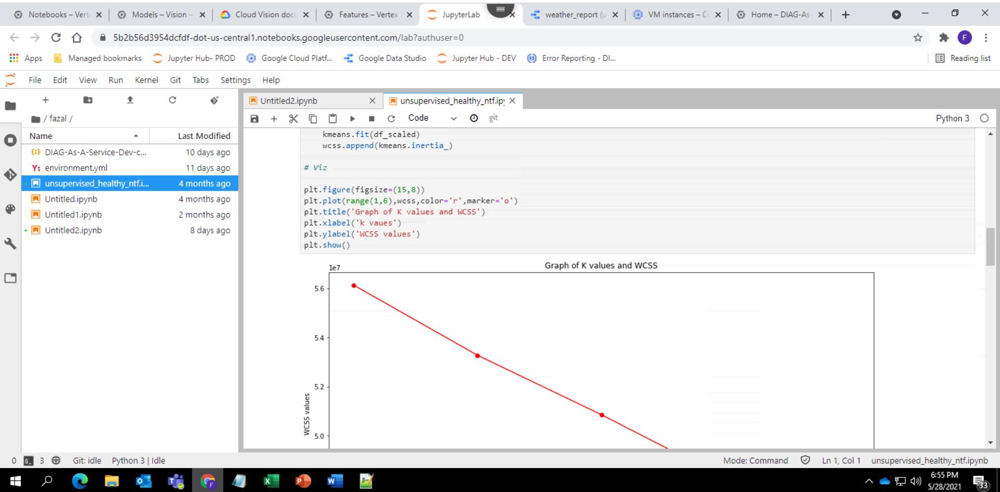 Notebooks – Vert
Models – Vision –
Cloud Vision docu
Features – Vertex
JupyterLab
weather_report (u
VM instances – Co
Home – DIAG-As-
5b2b56d3954dcfdf-dot-us-central1.notebooks.googleusercontent.com/lab?authuser=0
F
Apps
Managed bookmarks
Jupyter Hub- PROD
Google Cloud Platf...
Google Data Studio
Jupyter Hub - DEV
Error Reporting - DI...
Reading list
File Edit View Run Kernel Git Tabs Settings Help
/ fazal /
Name Last Modified
{:} DIAG-As-A-Service-Dev-c... 10 days ago
Y: environment.yml 11 days ago
unsupervised_healthy_ntf.i... 4 months ago
Untitled.ipynb 4 months ago
Untitled1.ipynb 2 months ago
Untitled2.ipynb 8 days ago
Untitled2.ipynb
unsupervised_healthy_ntf.ipy
Code
git
Python 3
kmeans.fit(df_scaled)
wcss.append(kmeans.inertia_)
# Viz
plt.figure(figsize=(15,8))
plt.plot(range(1,6),wcss,color='r',marker='o')
plt.title('Graph of K values and WCSS')
plt.xlabel('k vaues')
plt.ylabel('WCSS values')
plt.show()
Graph of K values and WCSS
1e7
5.6
5.4
5.2
5.0
WCSS values
0 $_ 3 Git: idle Python 3 | Idle
Mode: Command Ln 1, Col 1 unsupervised_healthy_ntf.ipynb
6:55 PM
5/28/2021
33